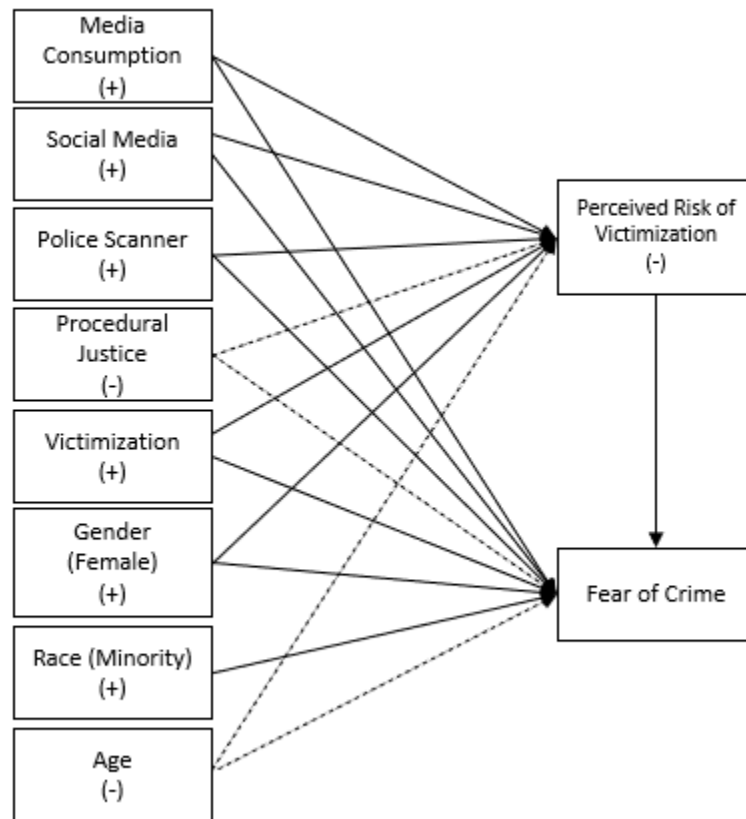 Media
Consumption
(+)
Social Media
(+)
Police Scanner
(+)
Procedural
Justice
(-)
Victimization
(+)
Gender
(Female)
(+)
Race (Minority)
(+)
Age
(-)
Perceived Risk of
Victimization
(-)
Fear of Crime